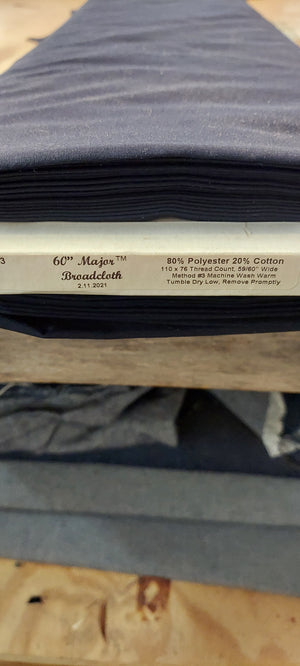 3
60" Major™
Broadcloth
2.11.2021
80% Polyester 20% Cotton
110 x 76 Thread Count, 59/60" Wide
Method #3 Machine Wash Warm
Tumble Dry Low, Remove Promptly